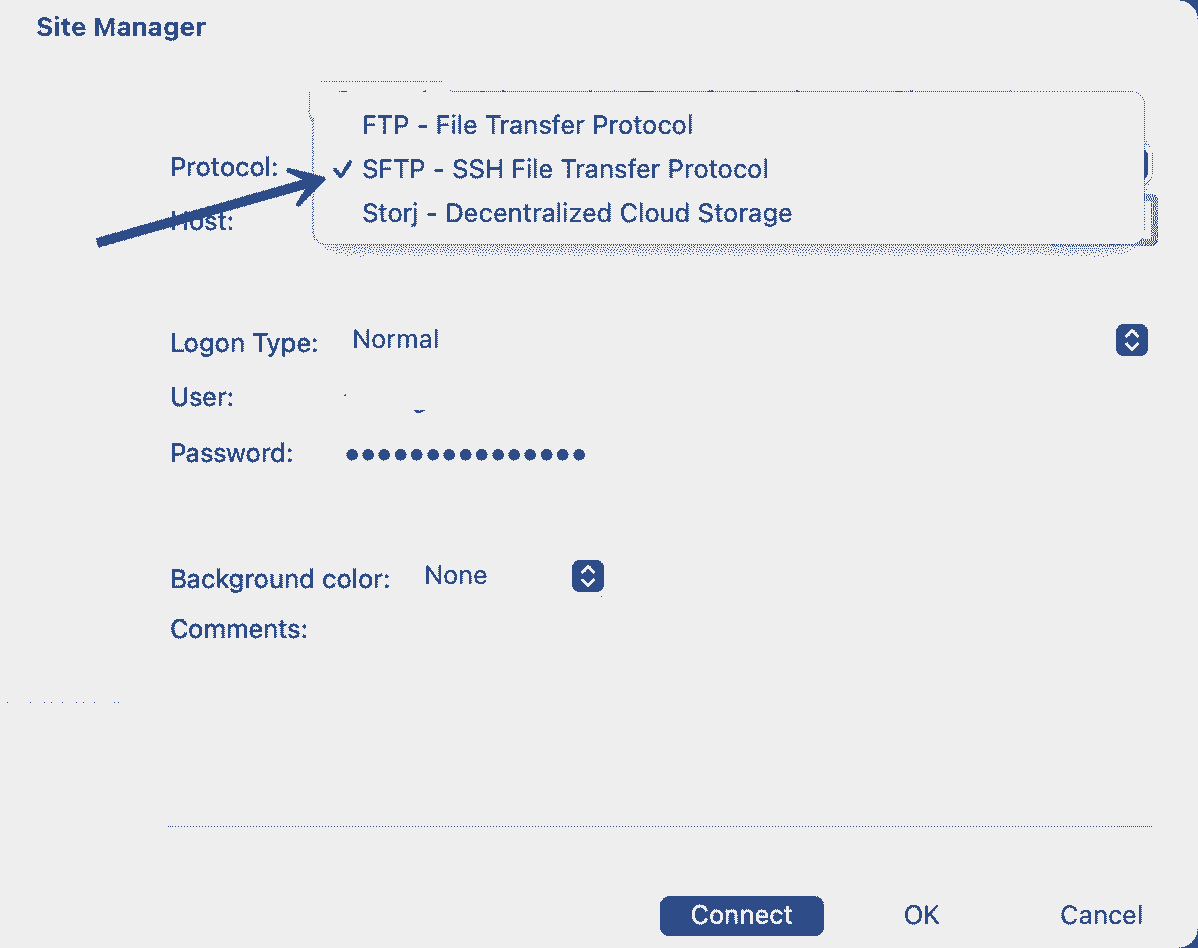 Site Manager
FTP - File Transfer Protocol
Protocol: ✓ SFTP - SSH File Transfer Protocol
Host: Storj - Decentralized Cloud Storage
Logon Type: Normal
User:
Password: •••••••••••••••
Background color: None
Comments:
Connect OK Cancel